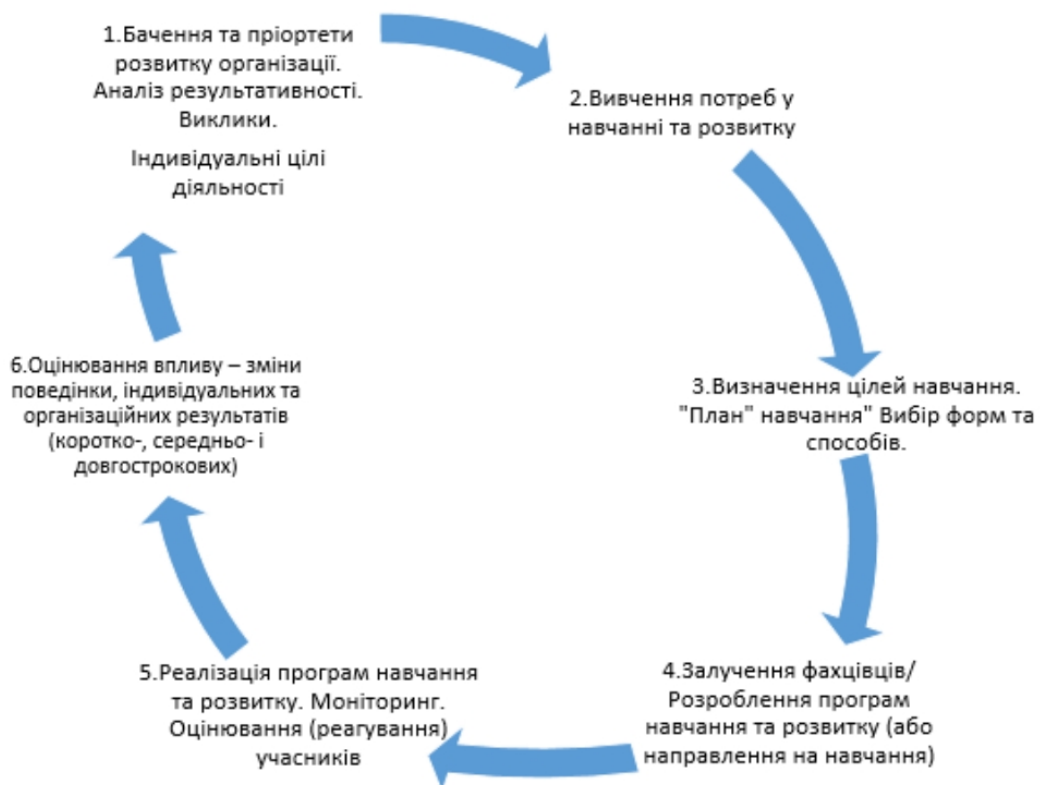 1.Бачення та пріортети
розвитку організації.
Аналіз результативності.
Виклики.
Індивідуальні цілі
діяльності
2.Вивчення потреб у
навчанні та розвитку
3.Визначення цілей навчання.
"План" навчання" Вибір форм та
способів.
4.Залучення фахцівців/
Розроблення програм
навчання та розвитку (або
направлення на навчання)
5.Реалізація програм навчання
та розвитку. Моніторинг.
Оцінювання (реагування)
учасників
6.Оцінювання впливу – зміни
поведінки, індивідуальних та
організаційних результатів
(коротко-, середньо- і
довгострокових)